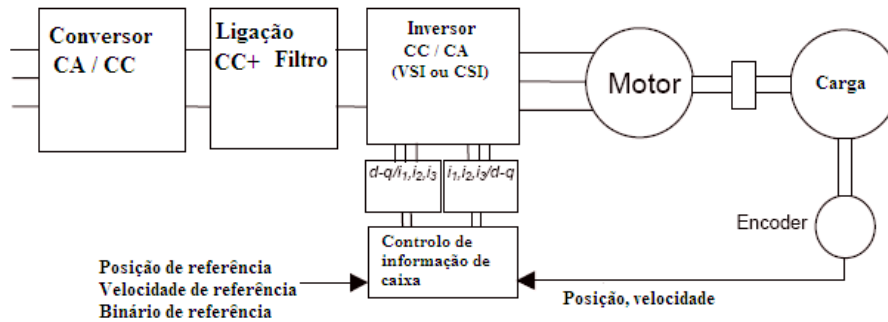 Conversor
CA / CC
Ligação
CC+ Filtro
Inversor
CC / CA
(VSI ou CSI)
Motor
Carga
d-q/i1,i2,i3
i1,i2,i3/d-q
Encoder
Controlo de
informação de
caixa
Posição de referência
Velocidade de referência
Binário de referência
Posição, velocidade